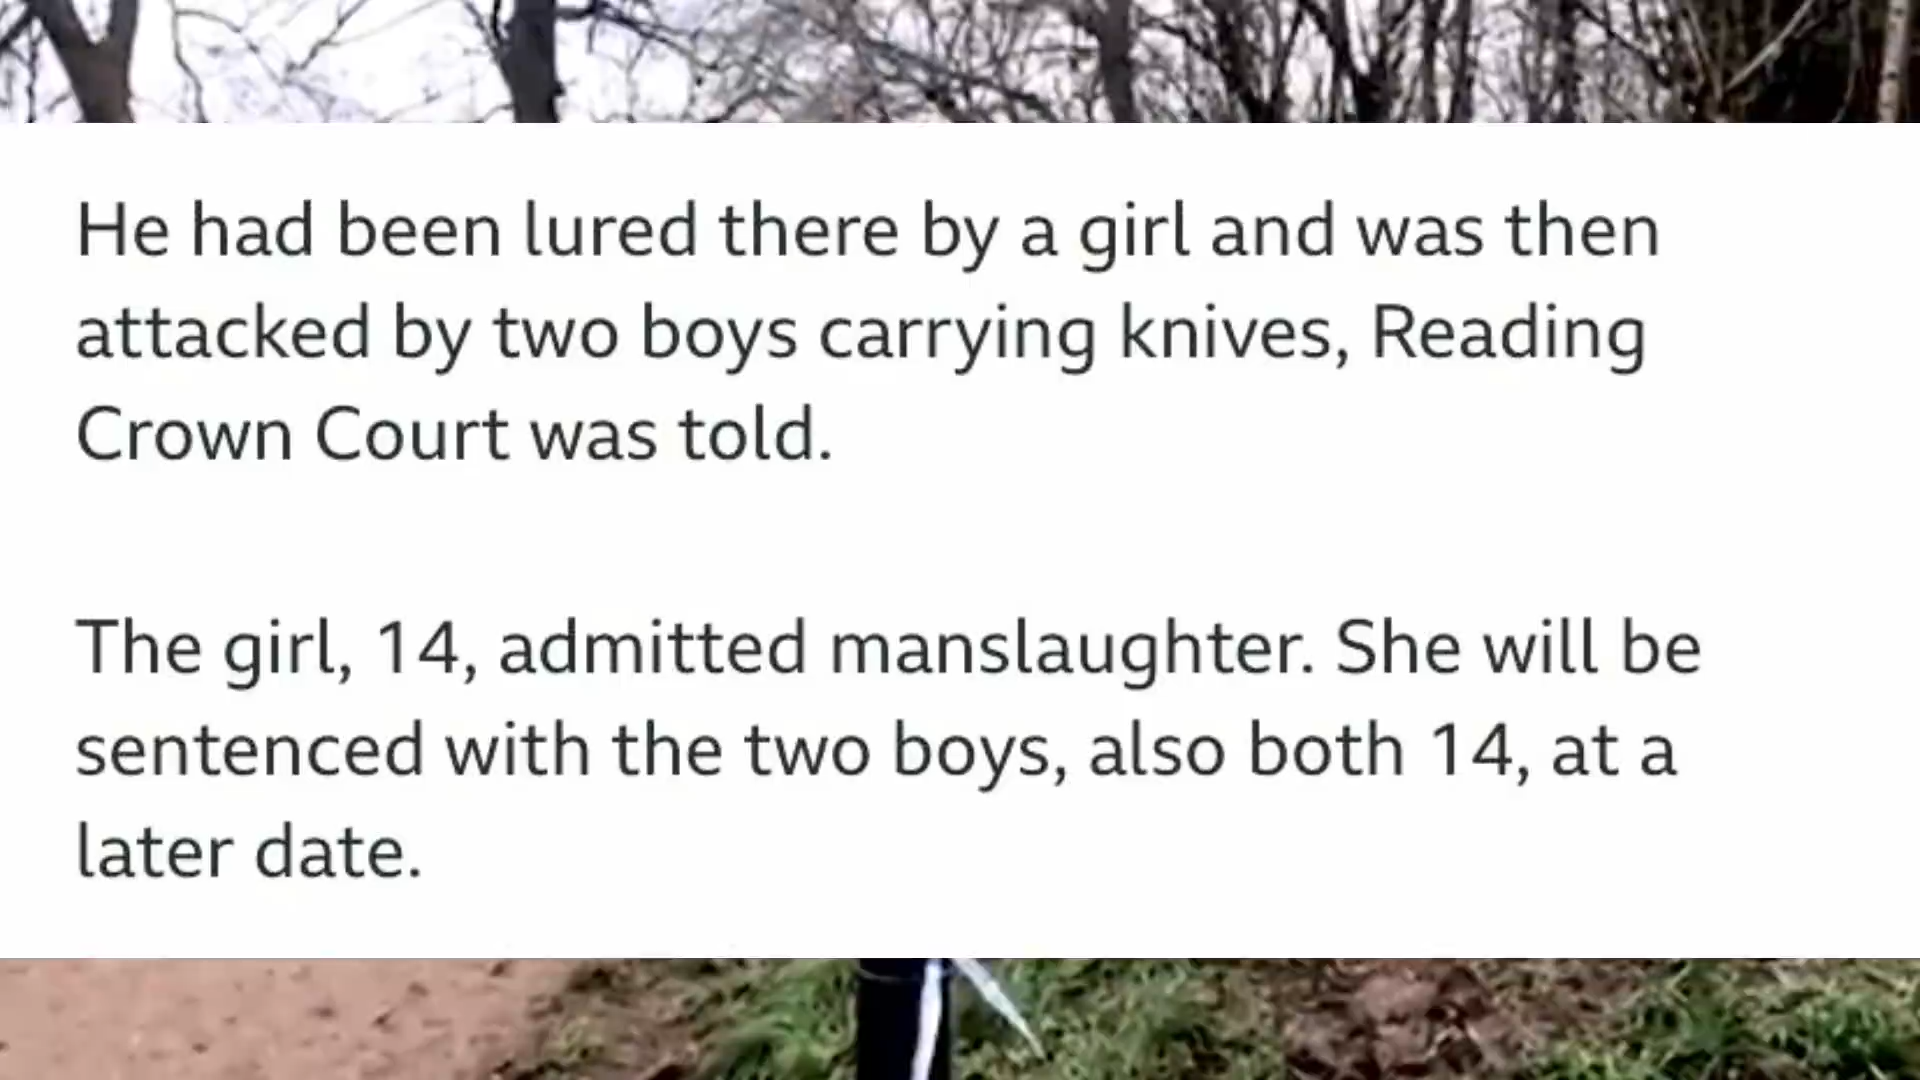 He had been lured there by a girl and was then
attacked by two boys carrying knives, Reading
Crown Court was told.
The girl, 14, admitted manslaughter. She will be
sentenced with the two boys, also both 14, at a
later date.